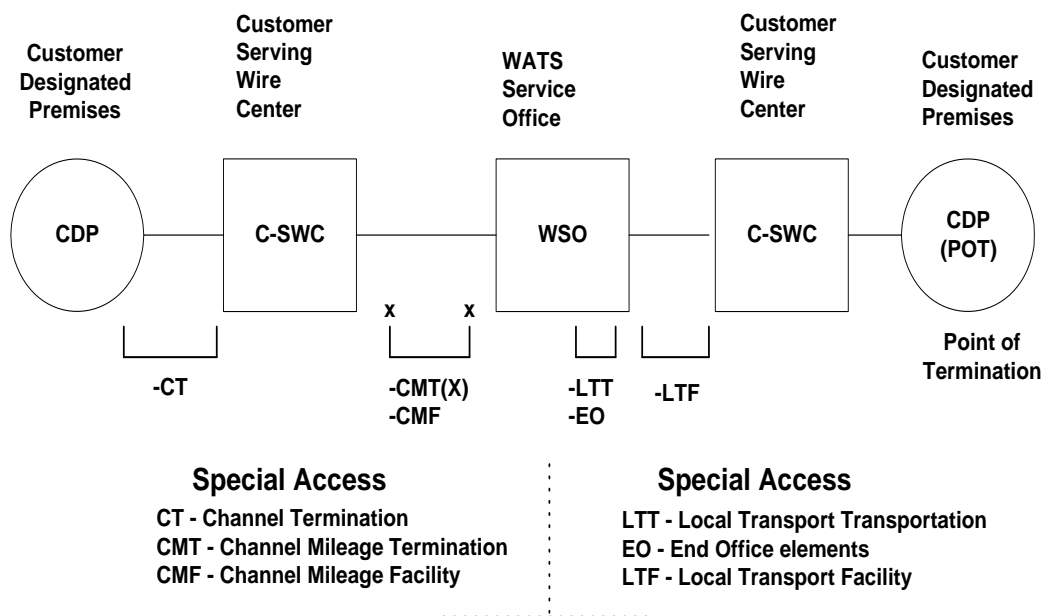 Customer
Designated
Premises
Customer
Serving
Wire
Center
WATS
Service
Office
Customer
Serving
Wire
Center
Customer
Designated
Premises
CDP
C-SWC
WSO
C-SWC
CDP
(POT)
x x
-CT
-CMT(X)
-CMF
-LTT
-EO
-LTF
Point of
Termination
Special Access
CT - Channel Termination
CMT - Channel Mileage Termination
CMF - Channel Mileage Facility
Special Access
LTT - Local Transport Transportation
EO - End Office elements
LTF - Local Transport Facility